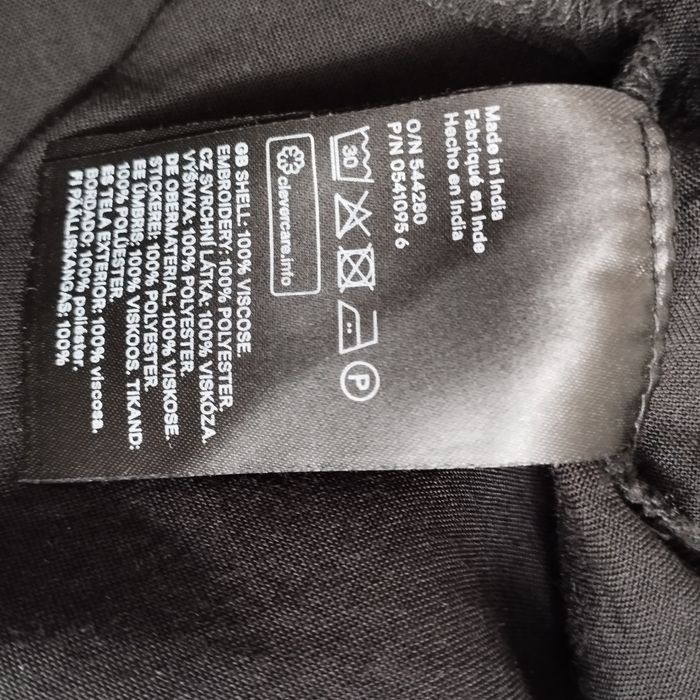 Made in India
Fabriqué en Inde
Hecho en India
O/N 544280
P/N 0541095 6
30
P
clevercare.info
GB SHELL: 100% VISCOSE.
EMBROIDERY: 100% POLYESTER.
CZ SVRCHNÍ LÁTKA: 100% VISKÓZA.
VÝŠIVKA: 100% POLYESTER.
DE OBERMATERIAL: 100% VISKOSE.
STICKEREI: 100% POLYESTER.
EE ÜMBRIS: 100% VISKOOS. TIKAND:
100% POLÜESTER.
ES TELA EXTERIOR: 100% viscosa.
BORDADO: 100% poliéster.
FI PÄÄLLISKANGAS: 100%